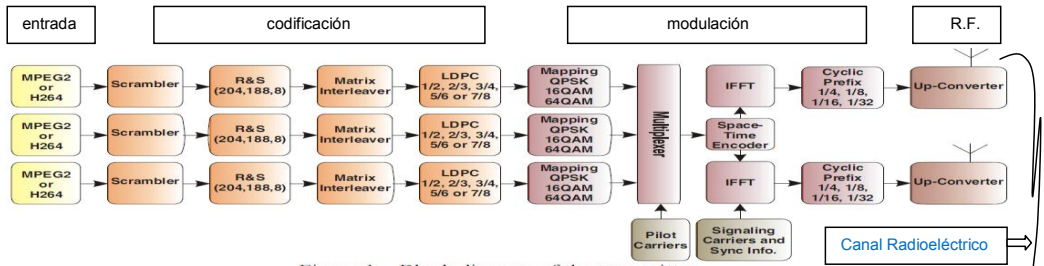 entrada
codificación
modulación
R.F.
MPEG2
or
H264
Scrambler
R&S
(204,188,8)
Matrix
Interleaver
LDPC
1/2, 2/3, 3/4,
5/6 or 7/8
Mapping
QPSK
16QAM
64QAM
MPEG2
or
H264
Scrambler
R&S
(204,188,8)
Matrix
Interleaver
LDPC
1/2, 2/3, 3/4,
5/6 or 7/8
Mapping
QPSK
16QAM
64QAM
MPEG2
or
H264
Scrambler
R&S
(204,188,8)
Matrix
Interleaver
LDPC
1/2, 2/3, 3/4,
5/6 or 7/8
Mapping
QPSK
16QAM
64QAM
Multiplexer
IFFT
Cyclic
Prefix
1/4, 1/8,
1/16, 1/32
Up-Converter
Space-
Time
Encoder
IFFT
Cyclic
Prefix
1/4, 1/8,
1/16, 1/32
Up-Converter
Pilot
Carriers
Signaling
Carriers and
Sync Info.
Canal Radioeléctrico